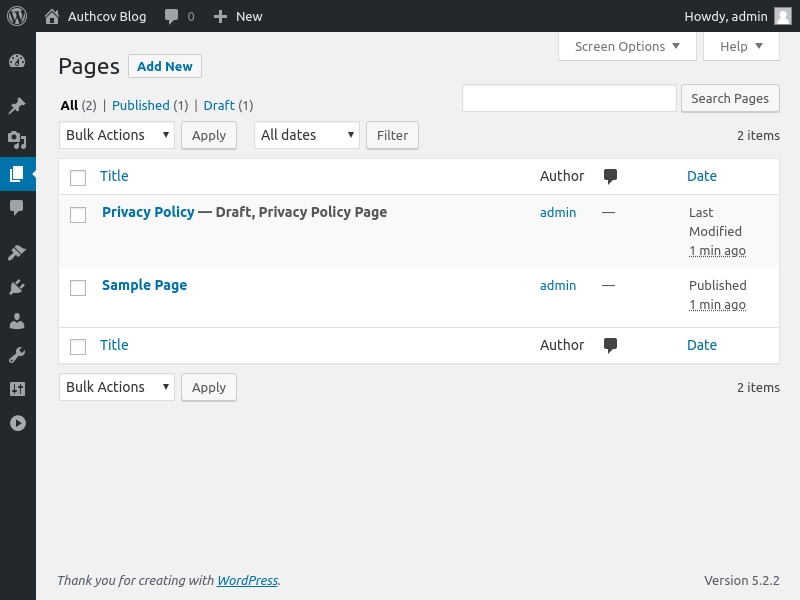 Authcov Blog 0 New Howdy, admin
Screen Options Help
Pages Add New
All (2) | Published (1) | Draft (1) Search Pages
Bulk Actions Apply All dates Filter 2 items
Title Author Date
Privacy Policy — Draft, Privacy Policy Page admin — Last
Modified
1 min ago
Sample Page admin — Published
1 min ago
Title Author Date
Bulk Actions Apply 2 items
Thank you for creating with WordPress. Version 5.2.2